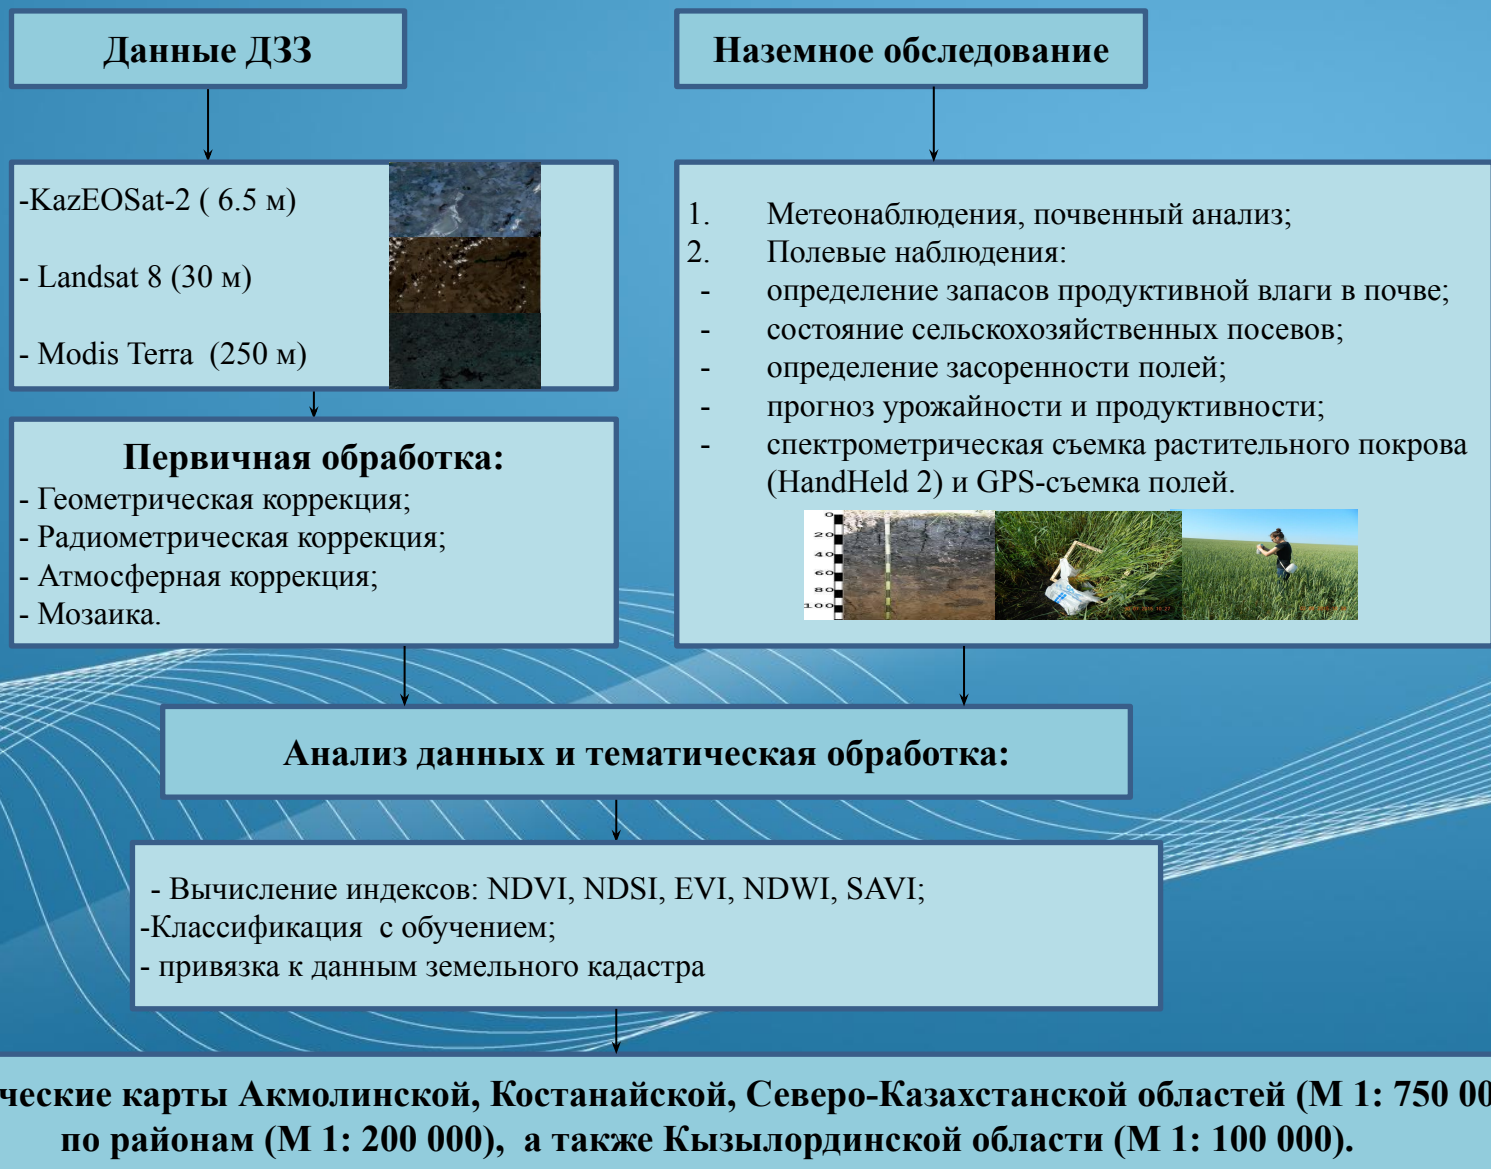 Данные ДЗЗ
Наземное обследование
-KazEOSat-2 ( 6.5 м)
- Landsat 8 (30 м)
- Modis Terra (250 м)
Первичная обработка:
- Геометрическая коррекция;
- Радиометрическая коррекция;
- Атмосферная коррекция;
- Мозаика.
1. Метеонаблюдения, почвенный анализ;
2. Полевые наблюдения:
- определение запасов продуктивной влаги в почве;
- состояние сельскохозяйственных посевов;
- определение засоренности полей;
- прогноз урожайности и продуктивности;
- спектрометрическая съемка растительного покрова
(HandHeld 2) и GPS-съемка полей.
0
20
40
60
80
100
Анализ данных и тематическая обработка:
- Вычисление индексов: NDVI, NDSI, EVI, NDWI, SAVI;
-Классификация с обучением;
- привязка к данным земельного кадастра
ческие карты Акмолинской, Костанайской, Северо-Казахстанской областей (М 1: 750 00
по районам (М 1: 200 000), а также Кызылординской области (М 1: 100 000).